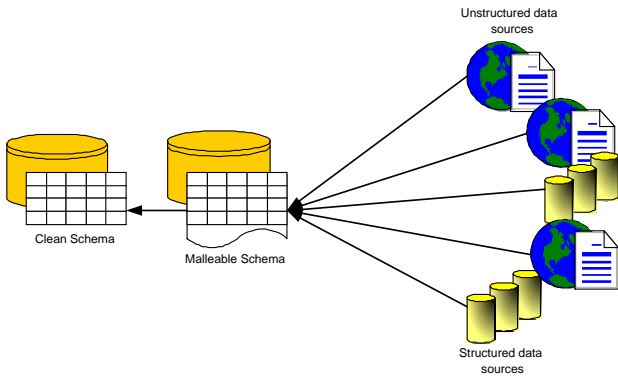 Unstructured data
sources
Clean Schema
Malleable Schema
Structured data
sources